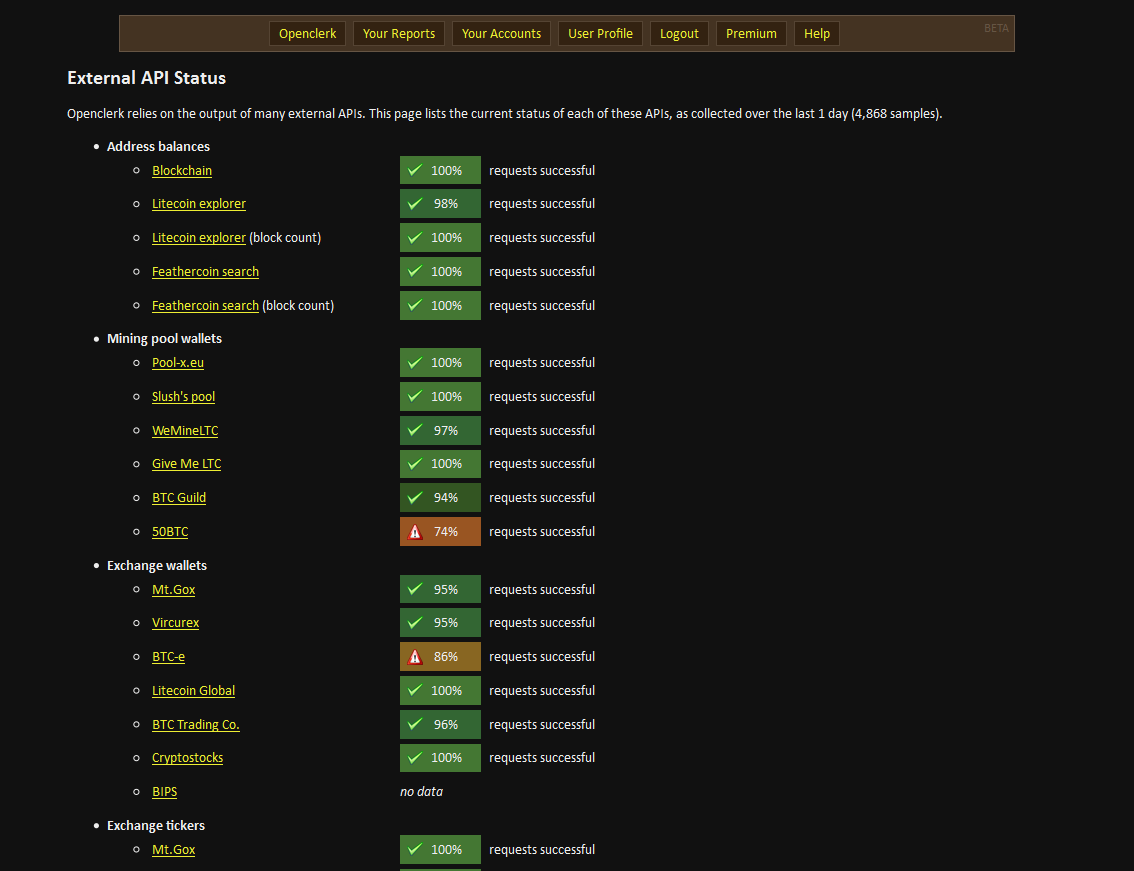 Openclerk Your Reports Your Accounts User Profile Logout Premium Help BETA
External API Status
Openclerk relies on the output of many external APIs. This page lists the current status of each of these APIs, as collected over the last 1 day (4,868 samples).
Address balances
Blockchain 100% requests successful
Litecoin explorer 98% requests successful
Litecoin explorer (block count) 100% requests successful
Feathercoin search 100% requests successful
Feathercoin search (block count) 100% requests successful
Mining pool wallets
Pool-x.eu 100% requests successful
Slush's pool 100% requests successful
WeMineLTC 97% requests successful
Give Me LTC 100% requests successful
BTC Guild 94% requests successful
50BTC 74% requests successful
Exchange wallets
Mt.Gox 95% requests successful
Vircurex 95% requests successful
BTC-e 86% requests successful
Litecoin Global 100% requests successful
BTC Trading Co. 96% requests successful
Cryptostocks 100% requests successful
BIPS no data
Exchange tickers
Mt.Gox 100% requests successful